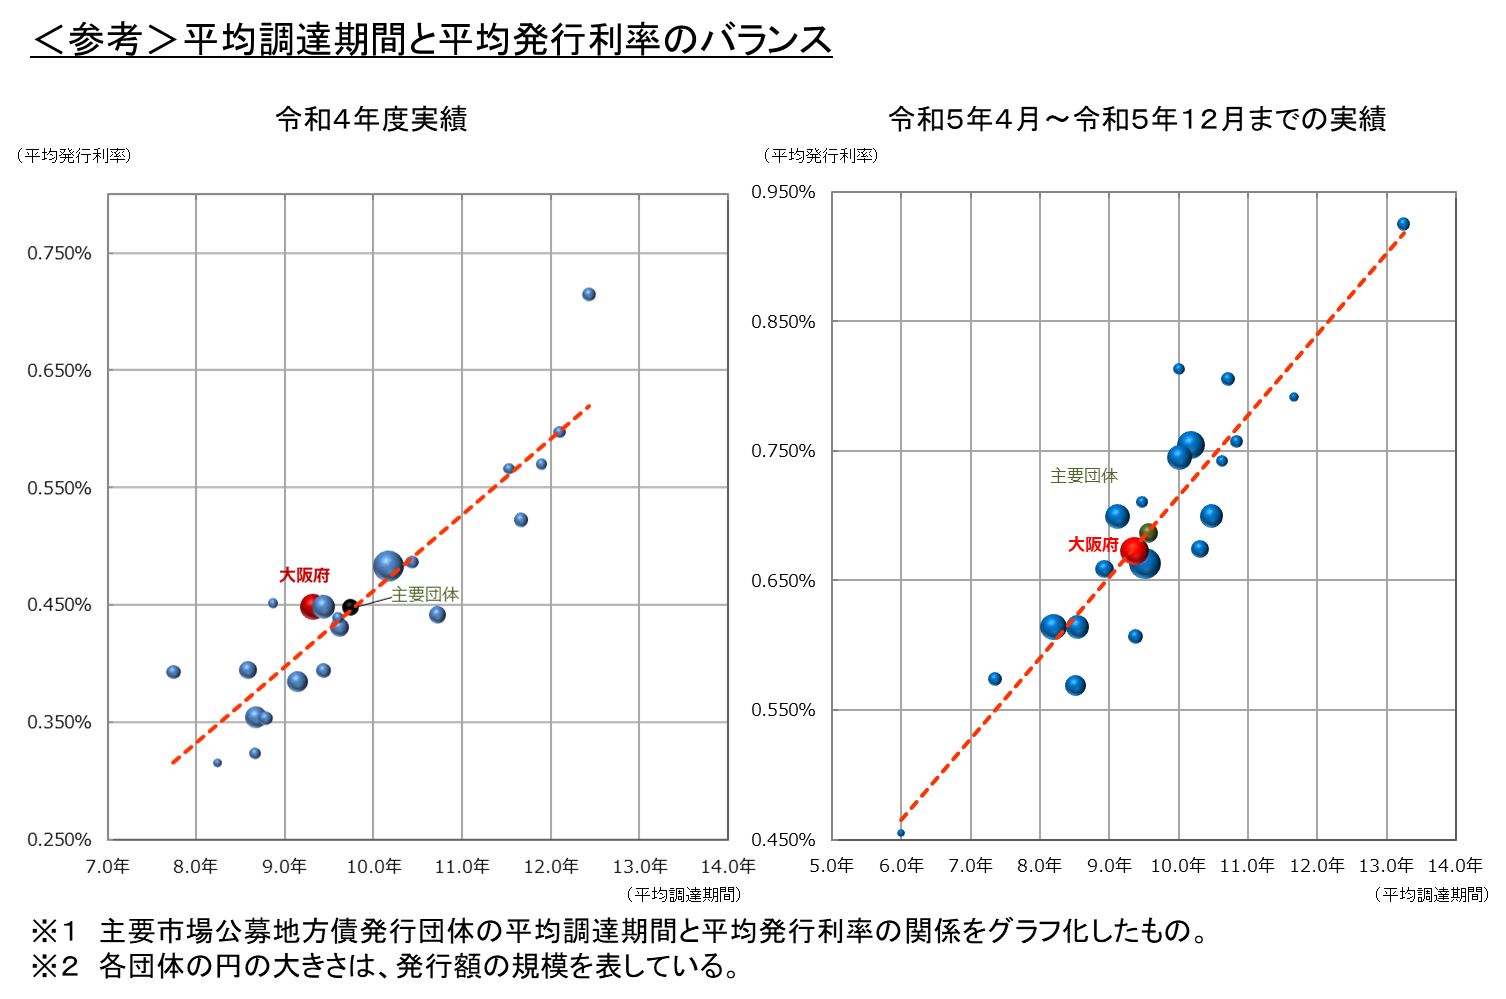 ＜参考＞平均調達期間と平均発行利率のバランス
令和４年度実績
（平均発行利率）
0.750%
0.650%
0.550%
0.450%
0.350%
0.250%
大阪府
主要団体
7.0年 8.0年 9.0年 10.0年 11.0年 12.0年 13.0年 14.0年
（平均調達期間）
令和５年４月～令和５年１２月までの実績
（平均発行利率）
0.950%
0.850%
0.750%
0.650%
0.550%
0.450%
主要団体
大阪府
5.0年 6.0年 7.0年 8.0年 9.0年 10.0年 11.0年 12.0年 13.0年 14.0年
（平均調達期間）
※１　主要市場公募地方債発行団体の平均調達期間と平均発行利率の関係をグラフ化したもの。
※２　各団体の円の大きさは、発行額の規模を表している。